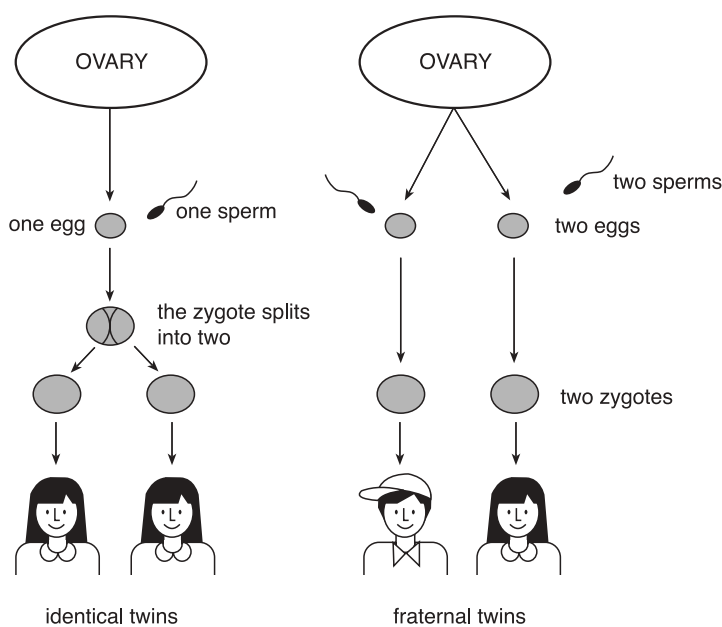 OVARY
OVARY
one egg
one sperm
two sperms
two eggs
the zygote splits
into two
two zygotes
identical twins
fraternal twins